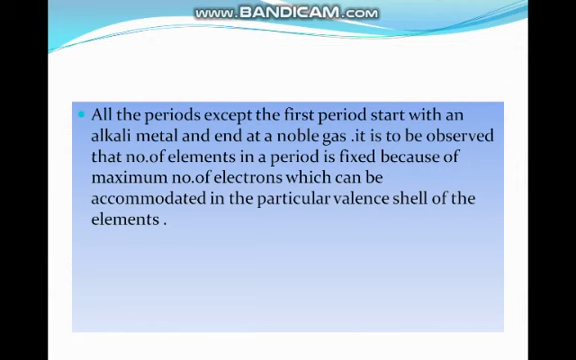 www.BANDICAM.com
All the periods except the first period start with an
alkali metal and end at a noble gas .it is to be observed
that no.of elements in a period is fixed because of
maximum no.of electrons which can be
accommodated in the particular valence shell of the
elements .